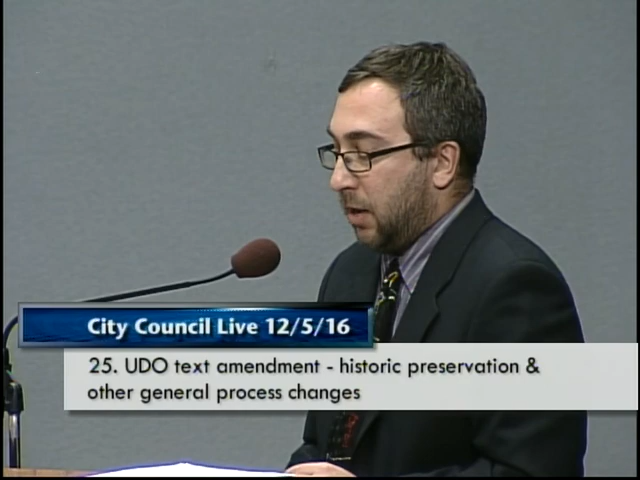 City Council Live 12/5/16
25. UDO text amendment - historic preservation &
other general process changes